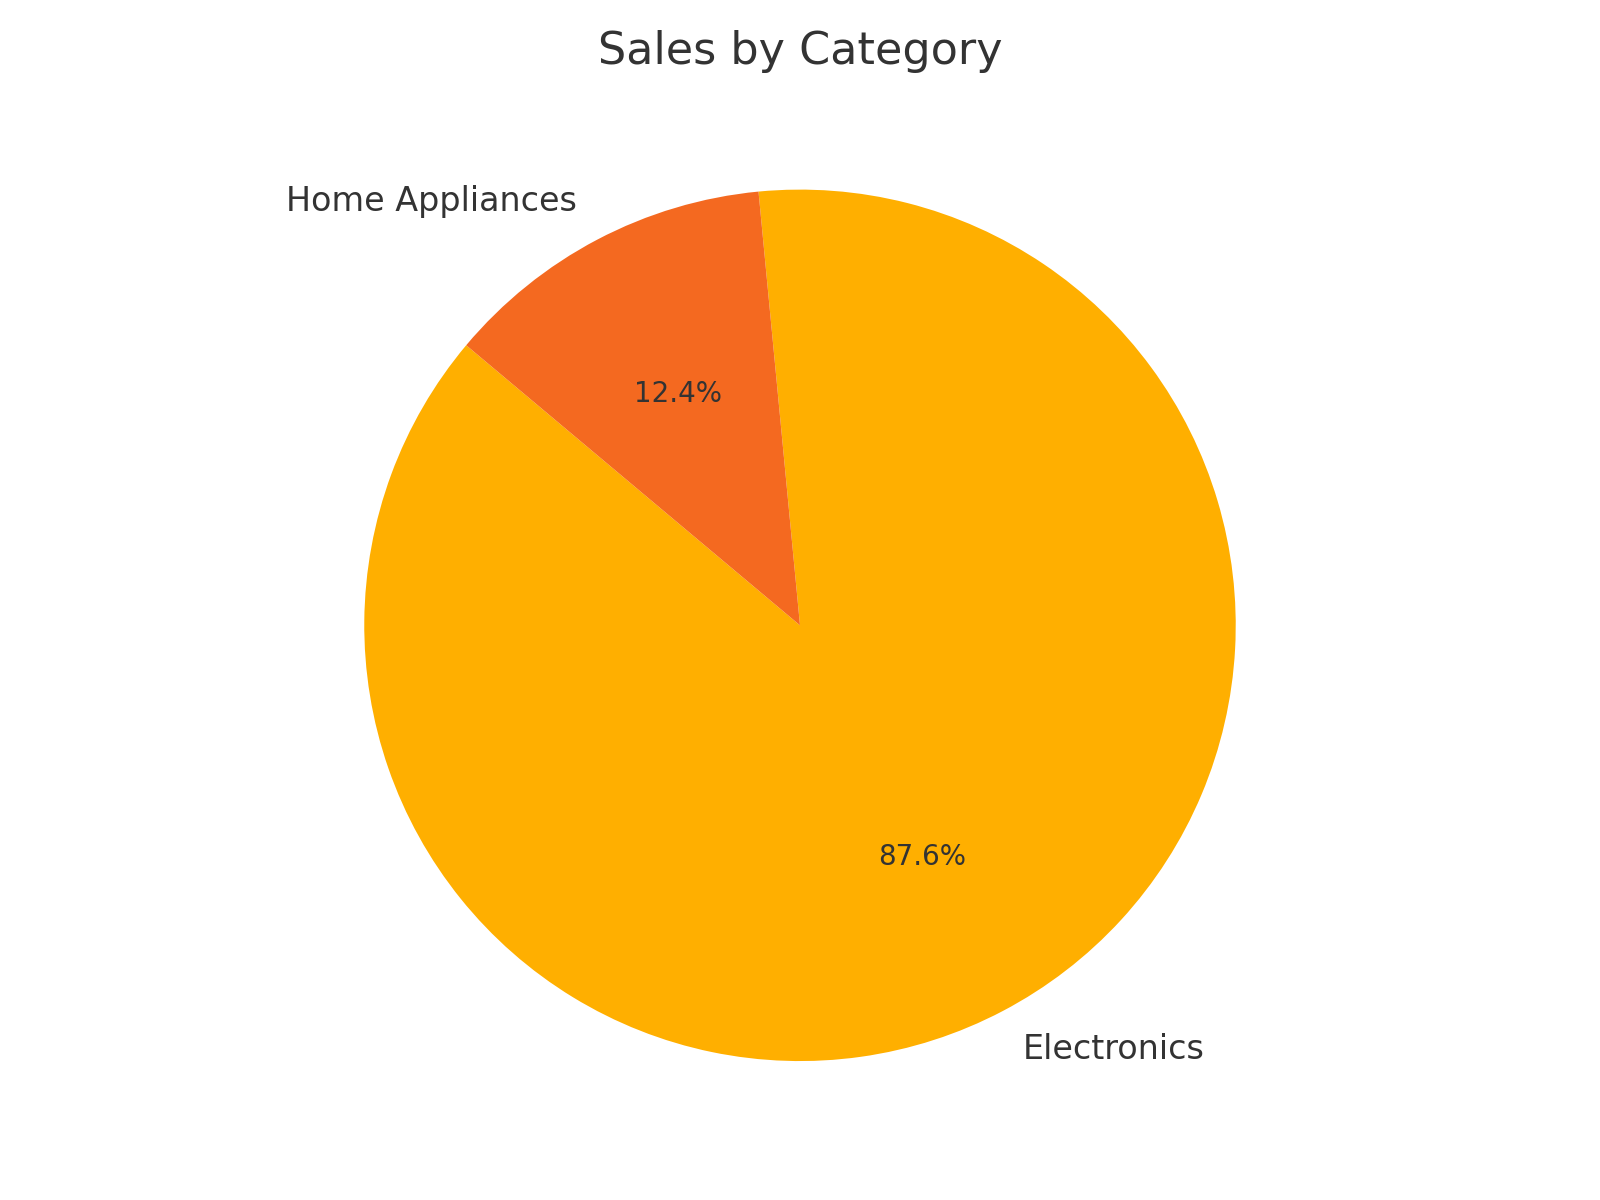 Sales by Category
Home Appliances
12.4%
87.6%
Electronics